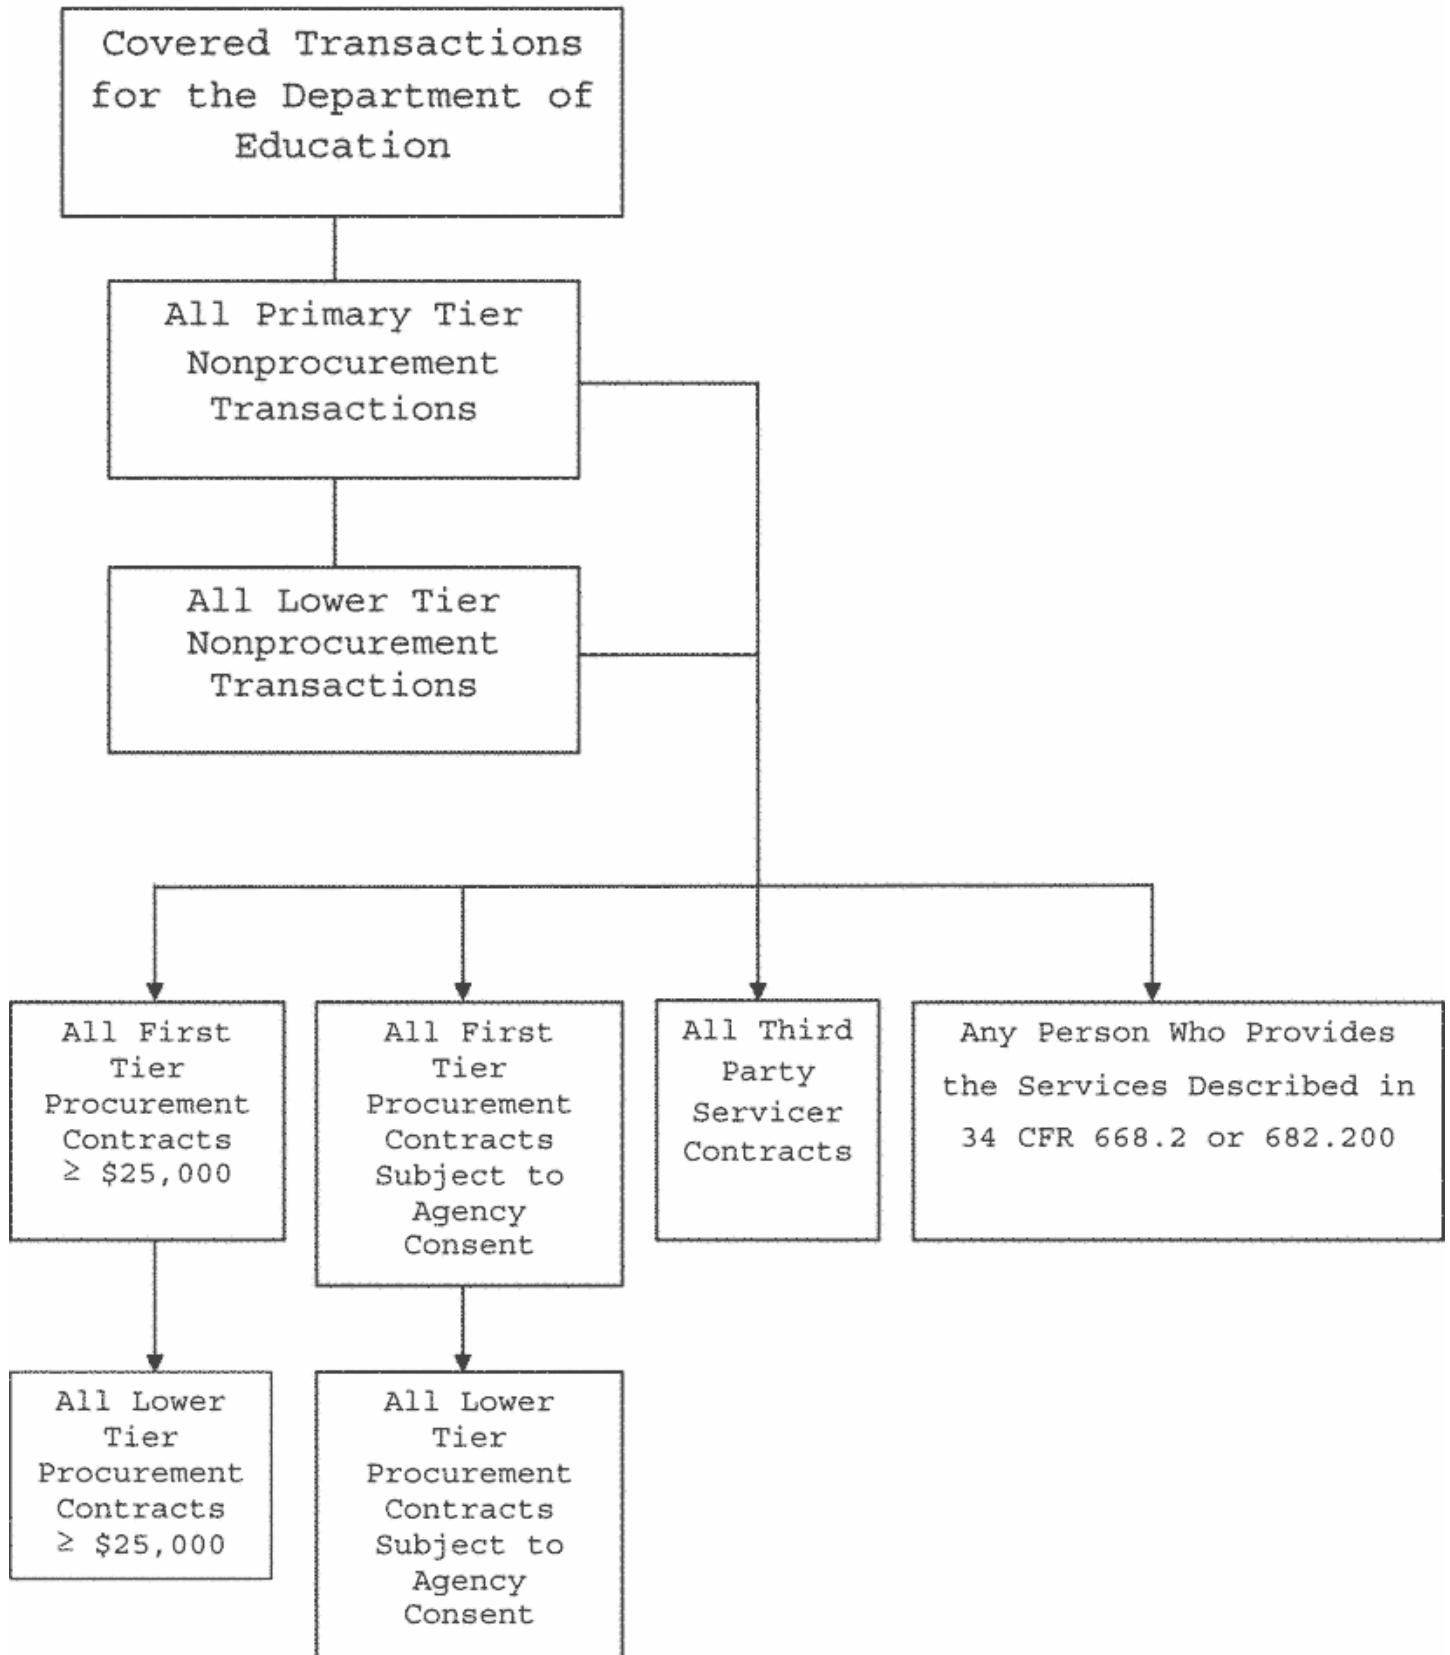 Covered Transactions
for the Department of
Education
All Primary Tier
Nonprocurement
Transactions
All Lower Tier
Nonprocurement
Transactions
All First
Tier
Procurement
Contracts
≥ $25,000
All First
Tier
Procurement
Contracts
Subject to
Agency
Consent
All Third
Party
Servicer
Contracts
Any Person Who Provides
the Services Described in
34 CFR 668.2 or 682.200
All Lower
Tier
Procurement
Contracts
≥ $25,000
All Lower
Tier
Procurement
Contracts
Subject to
Agency
Consent